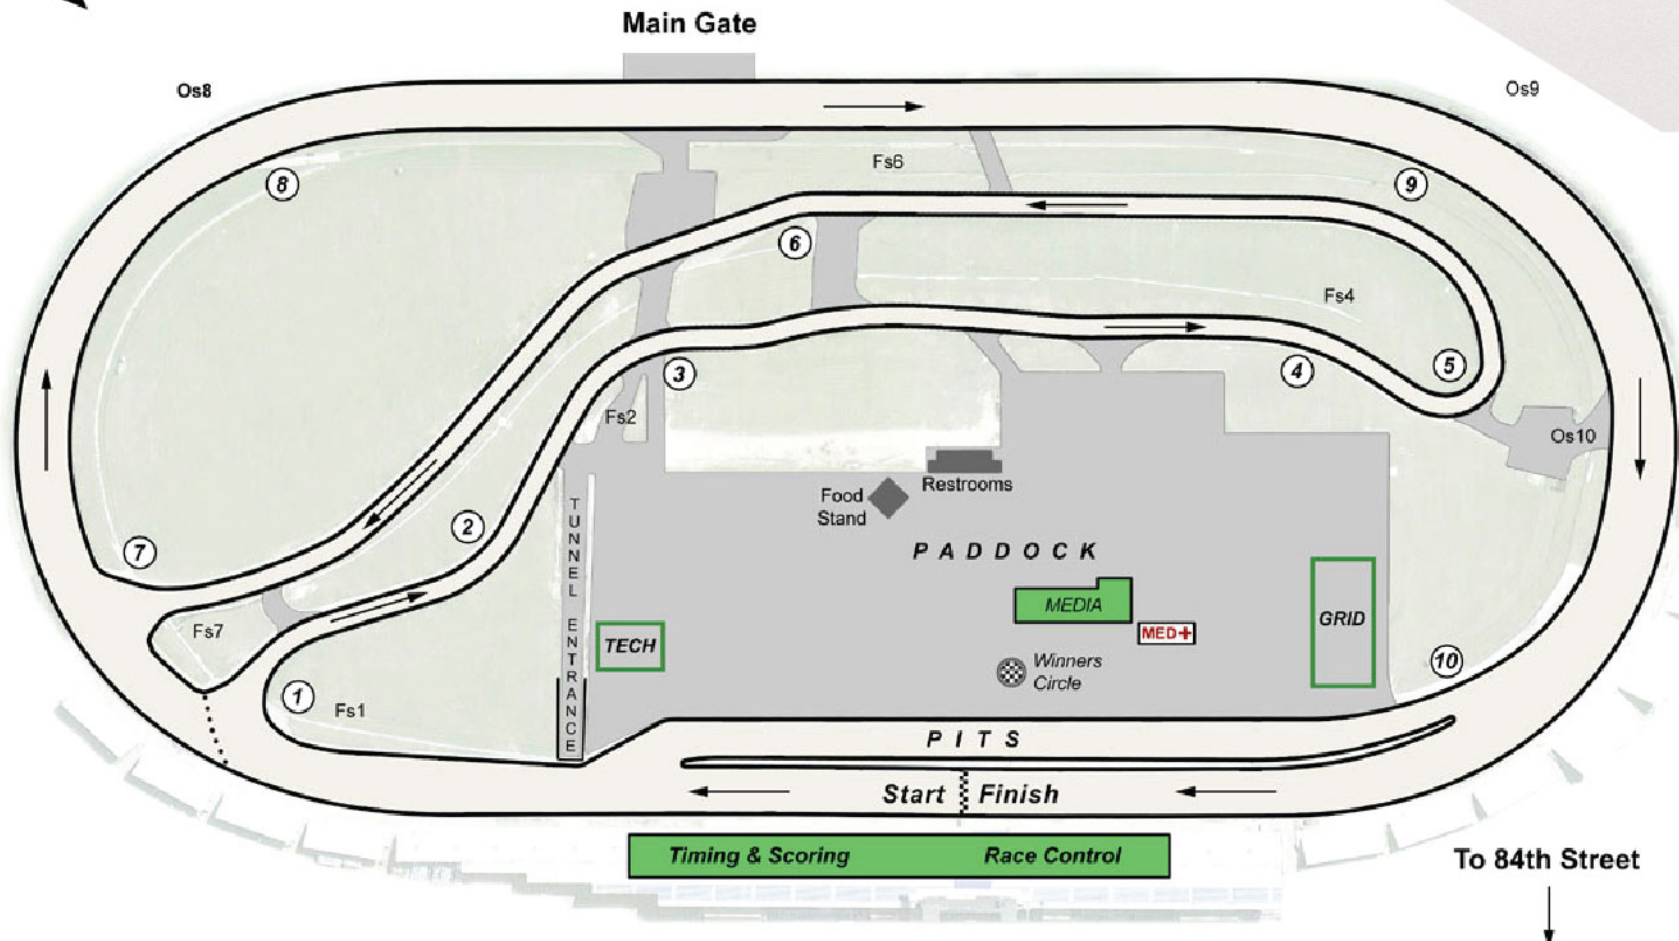 Main Gate
Os8
Os9
Fs6
8
9
6
Fs4
3
4
5
Fs2
Os10
Food
Stand
Restrooms
TUNNEL ENTRANCE
2
PADDOCK
7
MEDIA
GRID
Fs7
TECH
MED+
1
Fs1
Winners
Circle
10
PITS
Start Finish
Timing & Scoring Race Control
To 84th Street